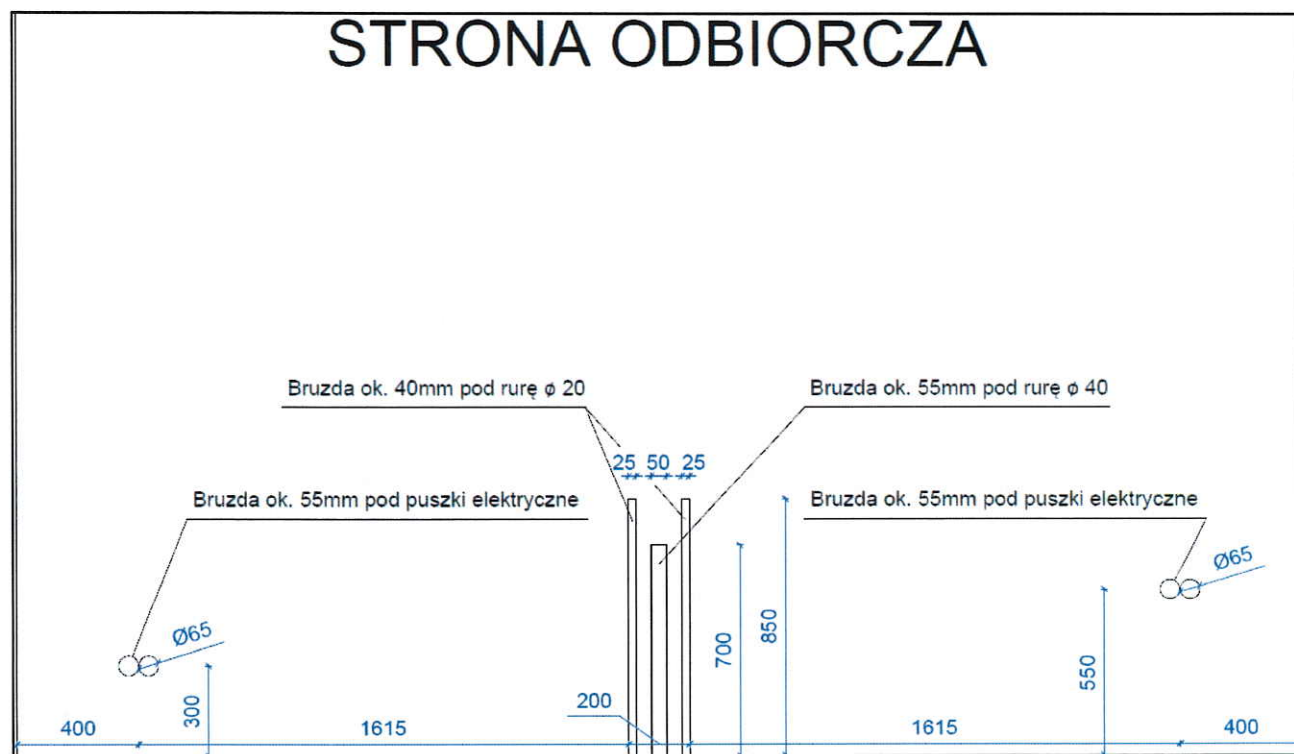 STRONA ODBIORCZA
Bruzda ok. 40mm pod rurę ϕ 20
Bruzda ok. 55mm pod rurę ϕ 40
25 50 25
Bruzda ok. 55mm pod puszki elektryczne
Bruzda ok. 55mm pod puszki elektryczne
Ø65
Ø65
850
700
550
300
200
400
1615
1615
400